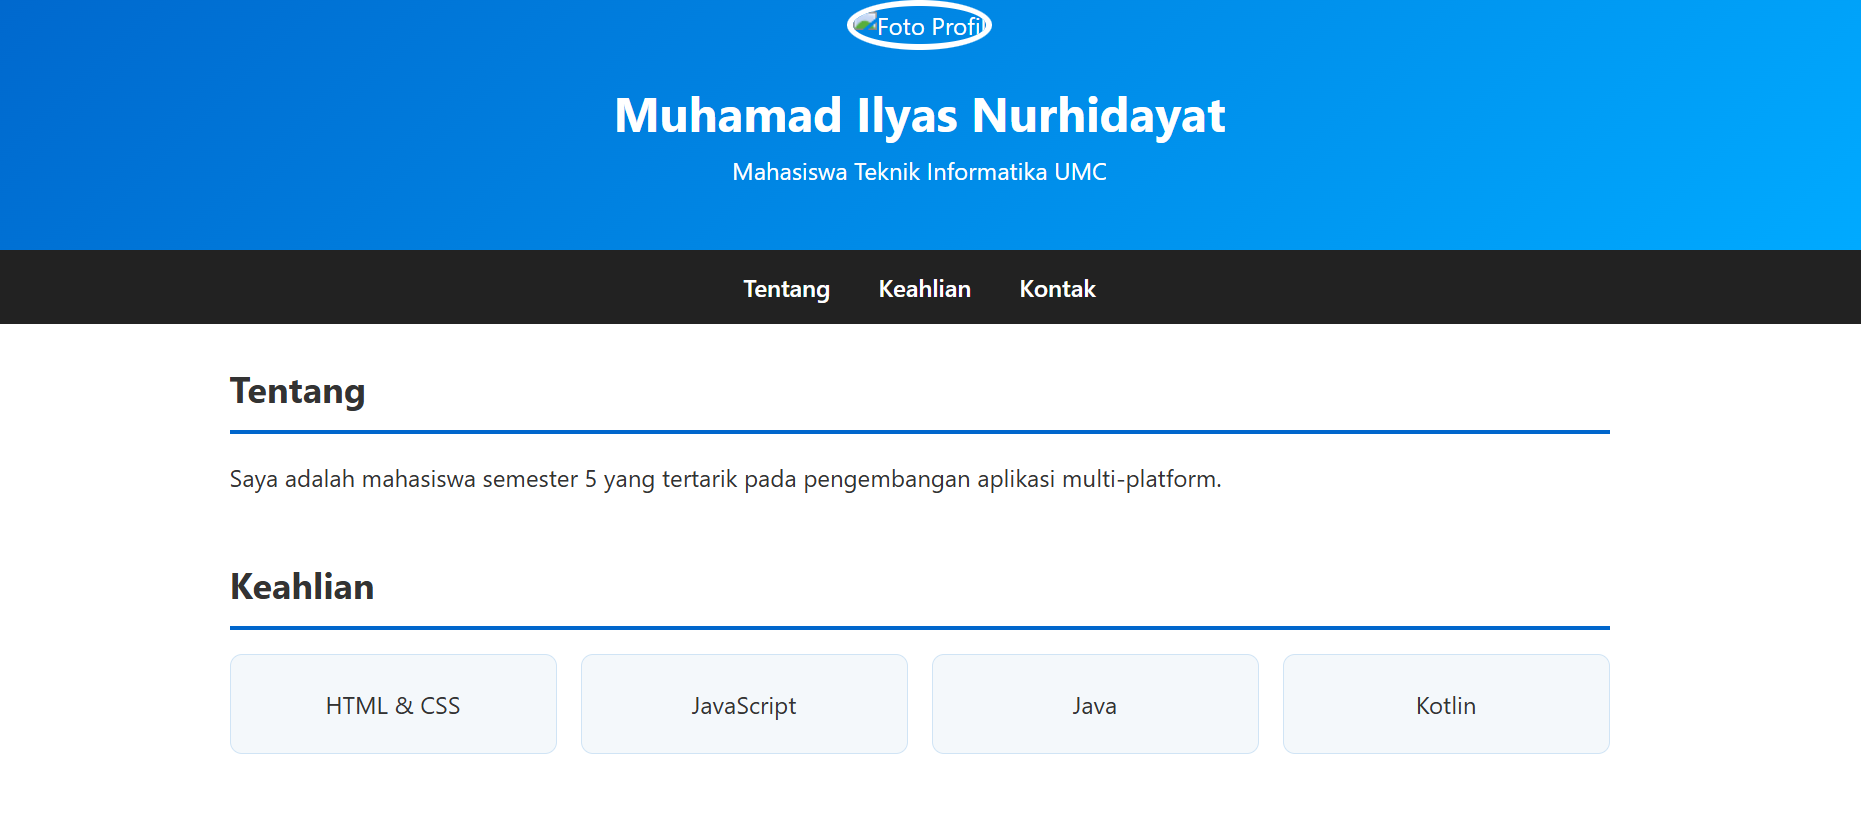 Foto Profil
Muhamad Ilyas Nurhidayat
Mahasiswa Teknik Informatika UMC
Tentang Keahlian Kontak
Tentang
Saya adalah mahasiswa semester 5 yang tertarik pada pengembangan aplikasi multi-platform.
Keahlian
HTML & CSS JavaScript Java Kotlin